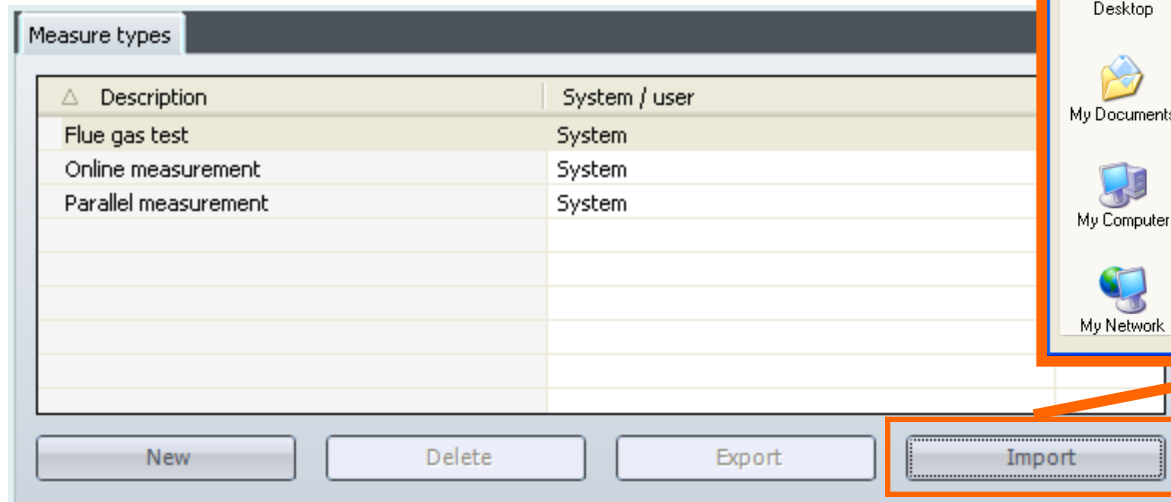 Measure types
Description System / user
Flue gas test System
Online measurement System
Parallel measurement System
New Delete Export Import
Desktop
My Documents
My Computer
My Network